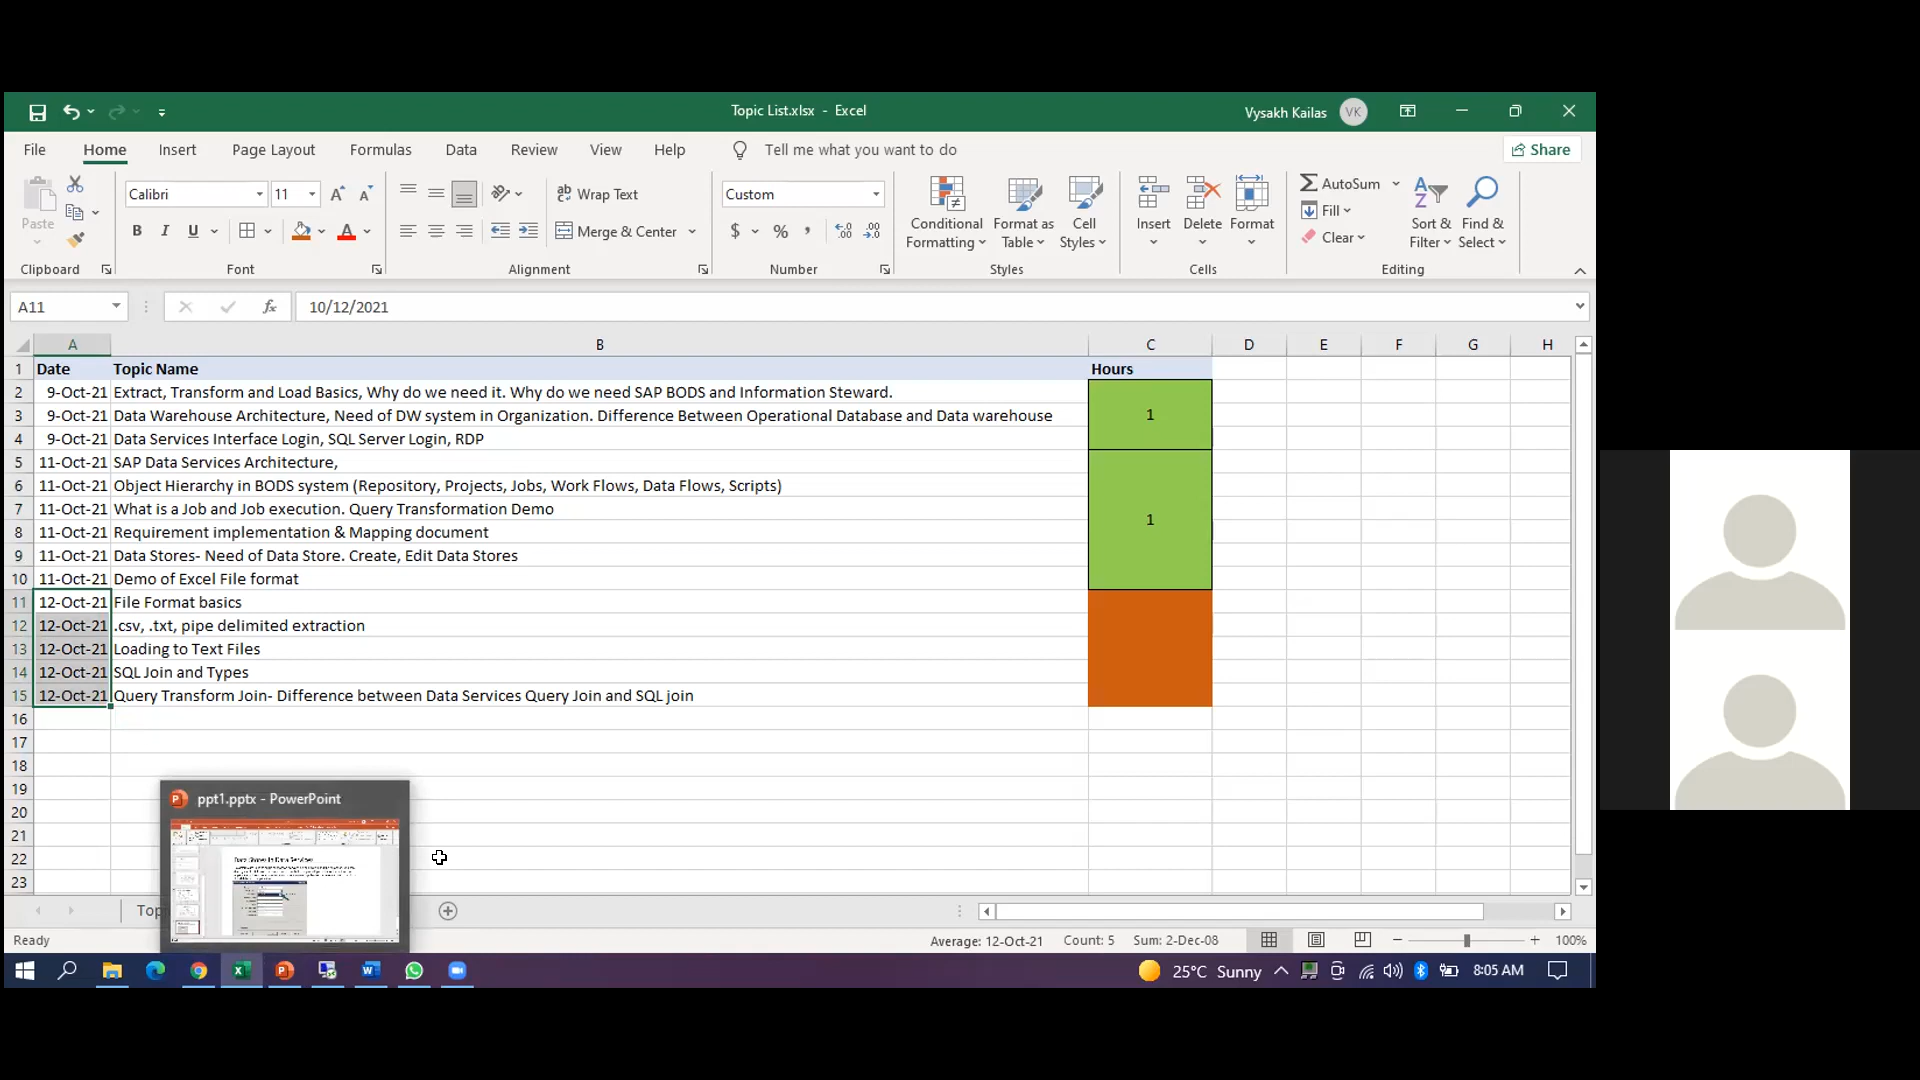 Topic List.xlsx - Excel
Vysakh Kailas VK
File Home Insert Page Layout Formulas Data Review View Help Tell me what you want to do Share
Paste
Clipboard
Calibri 11
B I U A
Font
Wrap Text
Merge & Center
Alignment
Custom
$ % ,
Number
Conditional Formatting
Format as Table
Cell Styles
Styles
Insert Delete Format
Cells
AutoSum
Fill
Clear
Sort & Filter
Find & Select
Editing
A11 fx 10/12/2021
A B C D E F G H
1 Date Topic Name Hours
2 9-Oct-21 Extract, Transform and Load Basics, Why do we need it. Why do we need SAP BODS and Information Steward.
3 9-Oct-21 Data Warehouse Architecture, Need of DW system in Organization. Difference Between Operational Database and Data warehouse 1
4 9-Oct-21 Data Services Interface Login, SQL Server Login, RDP
5 11-Oct-21 SAP Data Services Architecture,
6 11-Oct-21 Object Hierarchy in BODS system (Repository, Projects, Jobs, Work Flows, Data Flows, Scripts)
7 11-Oct-21 What is a Job and Job execution. Query Transformation Demo 1
8 11-Oct-21 Requirement implementation & Mapping document
9 11-Oct-21 Data Stores- Need of Data Store. Create, Edit Data Stores
10 11-Oct-21 Demo of Excel File format
11 12-Oct-21 File Format basics
12 12-Oct-21 .csv, .txt, pipe delimited extraction
13 12-Oct-21 Loading to Text Files
14 12-Oct-21 SQL Join and Types
15 12-Oct-21 Query Transform Join- Difference between Data Services Query Join and SQL join
16
17
18
19
20
21
22
23
ppt1.pptx - PowerPoint
Data Stores in Data Services
Top
Ready Average: 12-Oct-21 Count: 5 Sum: 2-Dec-08 100%
25°C Sunny 8:05 AM